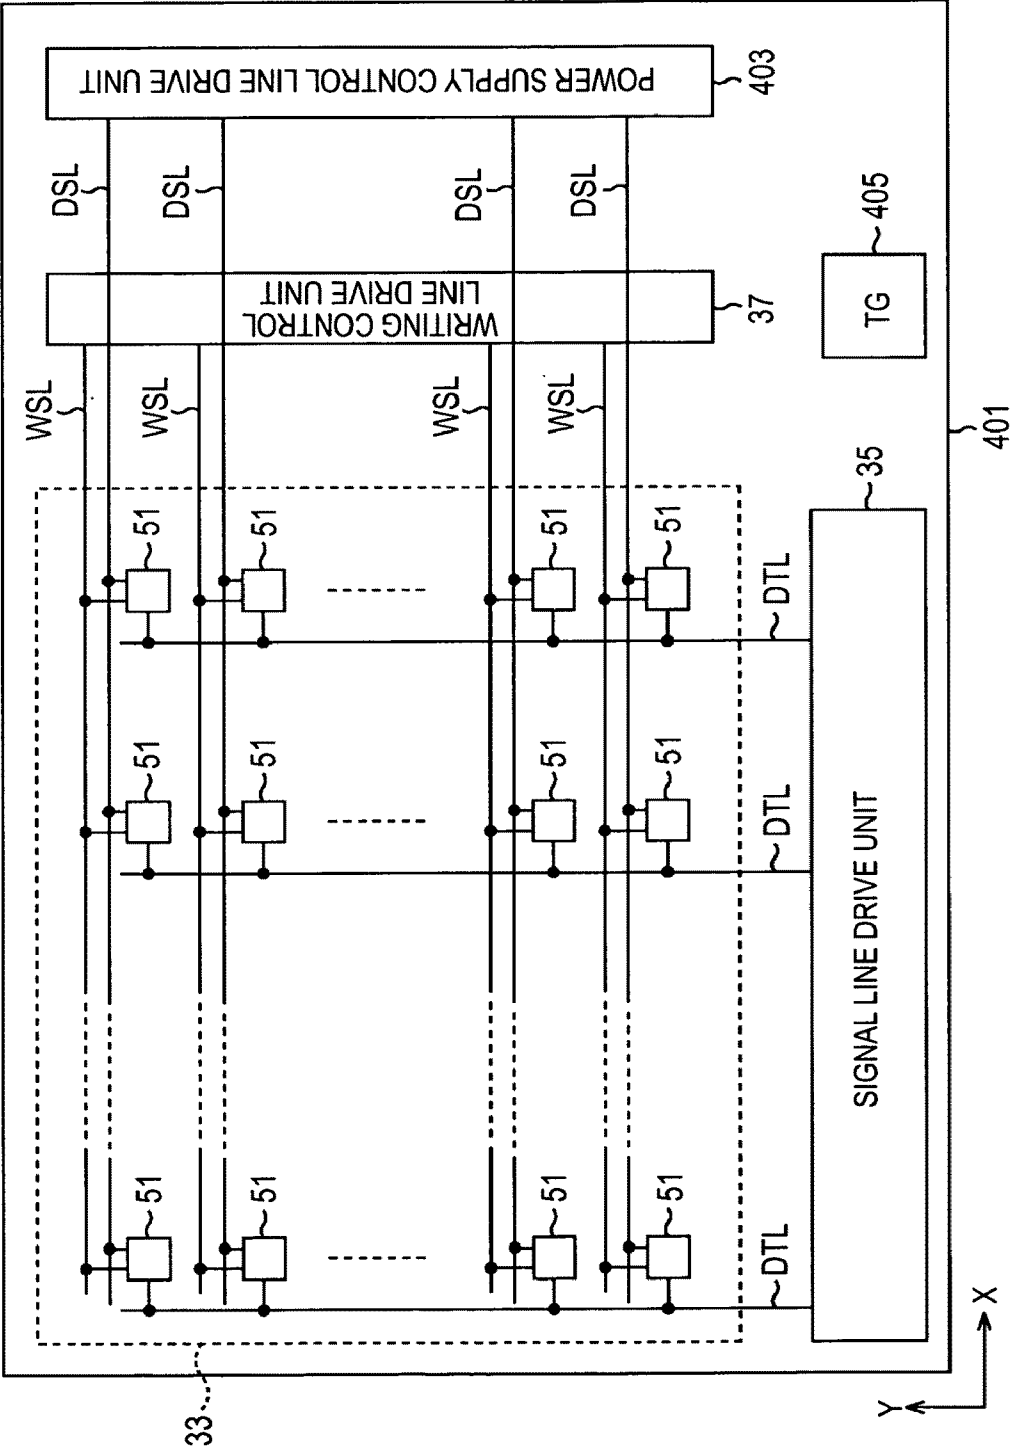 POWER SUPPLY CONTROL LINE DRIVE UNIT
403
DSL
DSL
DSL
DSL
405
TG
WRITING CONTROL
LINE DRIVE UNIT
37
WSL
WSL
WSL
WSL
401
35
51
51
51
51
DTL
51
51
51
51
DTL
SIGNAL LINE DRIVE UNIT
51
51
51
51
DTL
33
X
Y